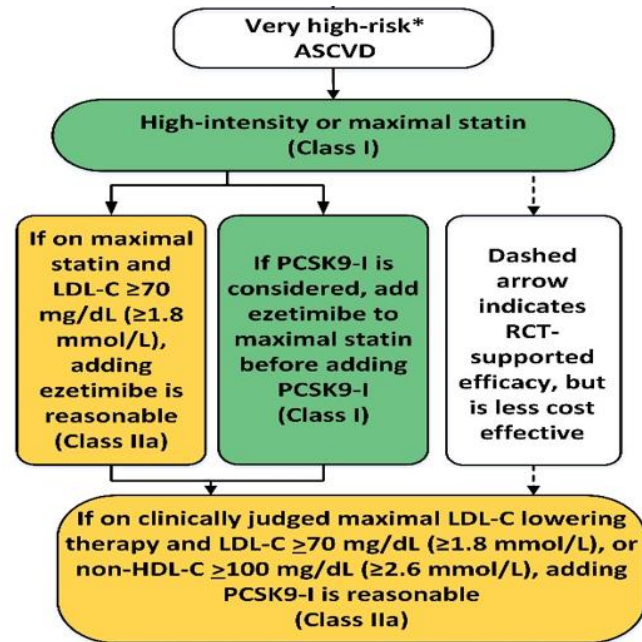 Very high-risk*
ASCVD
High-intensity or maximal statin
(Class I)
If on maximal
statin and
LDL-C ≥70
mg/dL (≥1.8
mmol/L),
adding
ezetimibe is
reasonable
(Class IIa)
If PCSK9-I is
considered, add
ezetimibe to
maximal statin
before adding
PCSK9-I
(Class I)
Dashed
arrow
indicates
RCT-
supported
efficacy, but
is less cost
effective
If on clinically judged maximal LDL-C lowering
therapy and LDL-C ≥70 mg/dL (≥1.8 mmol/L), or
non-HDL-C ≥100 mg/dL (≥2.6 mmol/L), adding
PCSK9-I is reasonable
(Class IIa)